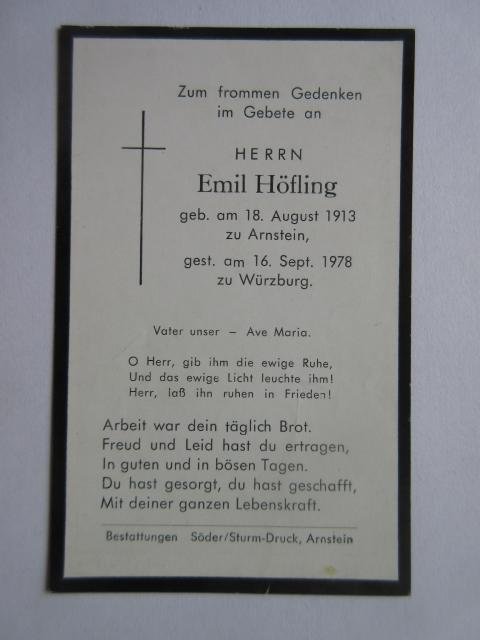 Zum frommen Gedenken
im Gebete an
HERRN
Emil Höfling
geb. am 18. August 1913
zu Arnstein,
gest. am 16. Sept. 1978
zu Würzburg.
Vater unser – Ave Maria.
O Herr, gib ihm die ewige Ruhe,
Und das ewige Licht leuchte ihm!
Herr, laß ihn ruhen in Frieden!
Arbeit war dein täglich Brot.
Freud und Leid hast du ertragen,
In guten und in bösen Tagen.
Du hast gesorgt, du hast geschafft,
Mit deiner ganzen Lebenskraft.
Bestattungen Söder/Sturm-Druck, Arnstein